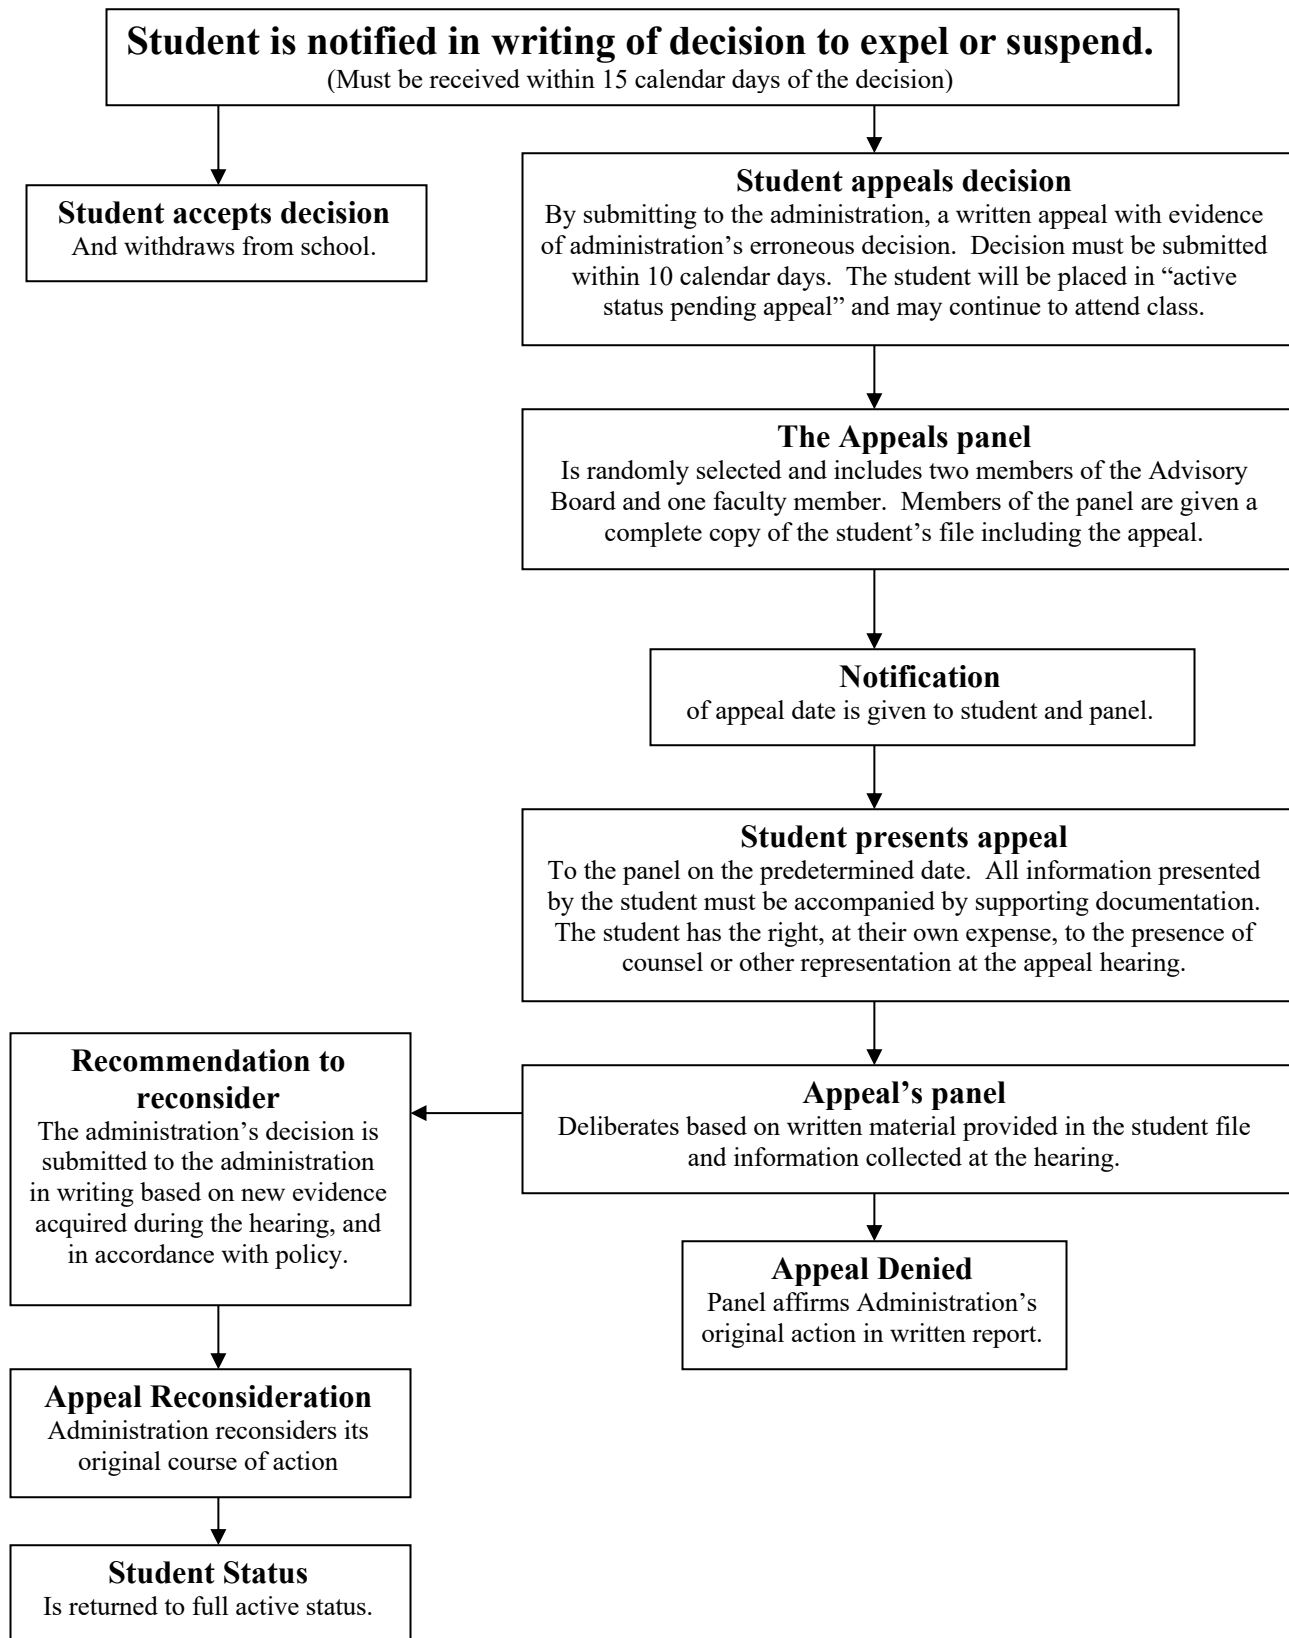 Student is notified in writing of decision to expel or suspend.
(Must be received within 15 calendar days of the decision)
Student accepts decision
And withdraws from school.
Student appeals decision
By submitting to the administration, a written appeal with evidence
of administration’s erroneous decision.  Decision must be submitted
within 10 calendar days.  The student will be placed in “active
status pending appeal” and may continue to attend class.
The Appeals panel
Is randomly selected and includes two members of the Advisory
Board and one faculty member.  Members of the panel are given a
complete copy of the student’s file including the appeal.
Notification
of appeal date is given to student and panel.
Student presents appeal
To the panel on the predetermined date.  All information presented
by the student must be accompanied by supporting documentation.
The student has the right, at their own expense, to the presence of
counsel or other representation at the appeal hearing.
Appeal’s panel
Deliberates based on written material provided in the student file
and information collected at the hearing.
Recommendation to
reconsider
The administration’s decision is
submitted to the administration
in writing based on new evidence
acquired during the hearing, and
in accordance with policy.
Appeal Denied
Panel affirms Administration’s
original action in written report.
Appeal Reconsideration
Administration reconsiders its
original course of action
Student Status
Is returned to full active status.